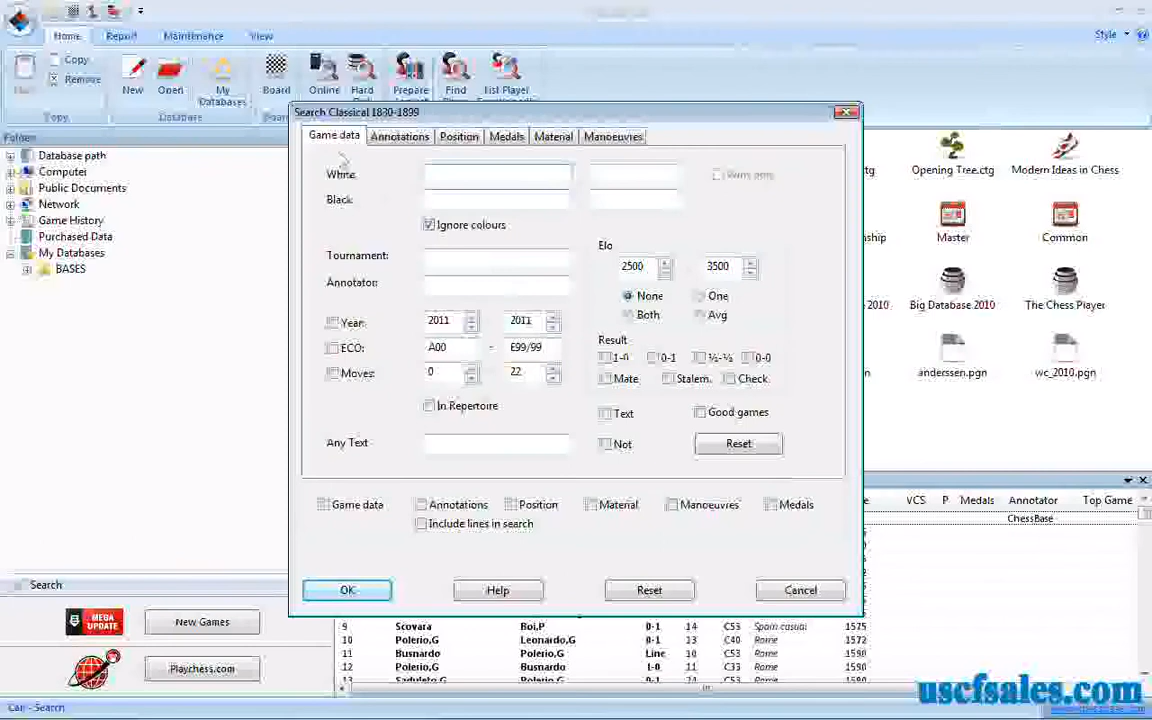 Home Report Maintinance View Style
Copy
Remove
New Open My Databases Board Online Hard Prepare Find List Player
Copy Database
Search Classical 1830-1899
Game data Annotations Position Medals Material Manoeuvres
White
Black
Ignore colours
Tournament:
Annotator:
Year: 2011 2011
ECO: A00 - E99/99
Moves: 0 22
In Repertoire
Any Text
Elo
2500 3500
None One
Both Avg
Result
1-0 0-1 ½-½ 0-0
Mate Stalem. Check
Text Good games
Not Reset
Game data Annotations Position Material Manoeuvres Medals
Include lines in search
OK Help Reset Cancel
Database path
Computer
Public Documents
Network
Game History
Purchased Data
My Databases
BASES
Opening Tree.ctg Modern Ideas in Chess
Master Common
Big Database 2010 The Chess Player
anderssen.pgn wc_2010.pgn
VCS P Medals Annotator Top Game
ChessBase
Search
MEGA UPDATE New Games
Playchess.com
9 Scovara Boi,P 0-1 14 C53 Spam casual 1575
10 Polerio,G Leonardo,G 0-1 13 C40 Rome 1572
11 Busnardo Polerio,G Line 10 C53 Rome 1590
12 Polerio,G Busnardo 1-0 C33 Rome 1590
uscfsales.com
Can - Search